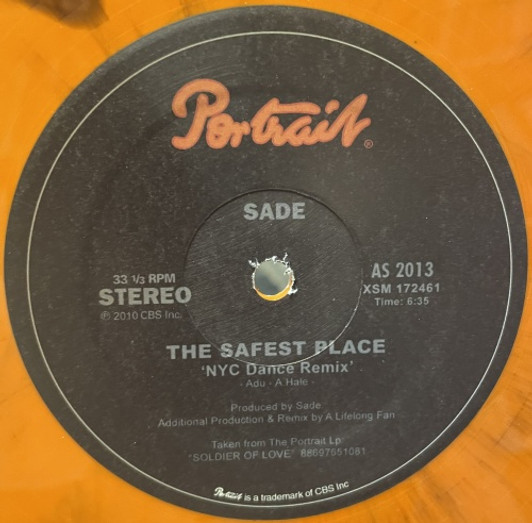 Portrait®
SADE
33 1/3 RPM
STEREO
℗ 2010 CBS Inc.
AS 2013
XSM 172461
Time: 6:35
THE SAFEST PLACE
'NYC Dance Remix'
- Adu - A Hale -
Produced by Sade
Additional Production & Remix by A Lifelong Fan
Taken from The Portrait Lp
"SOLDIER OF LOVE" 88697651081
Portrait is a trademark of CBS Inc